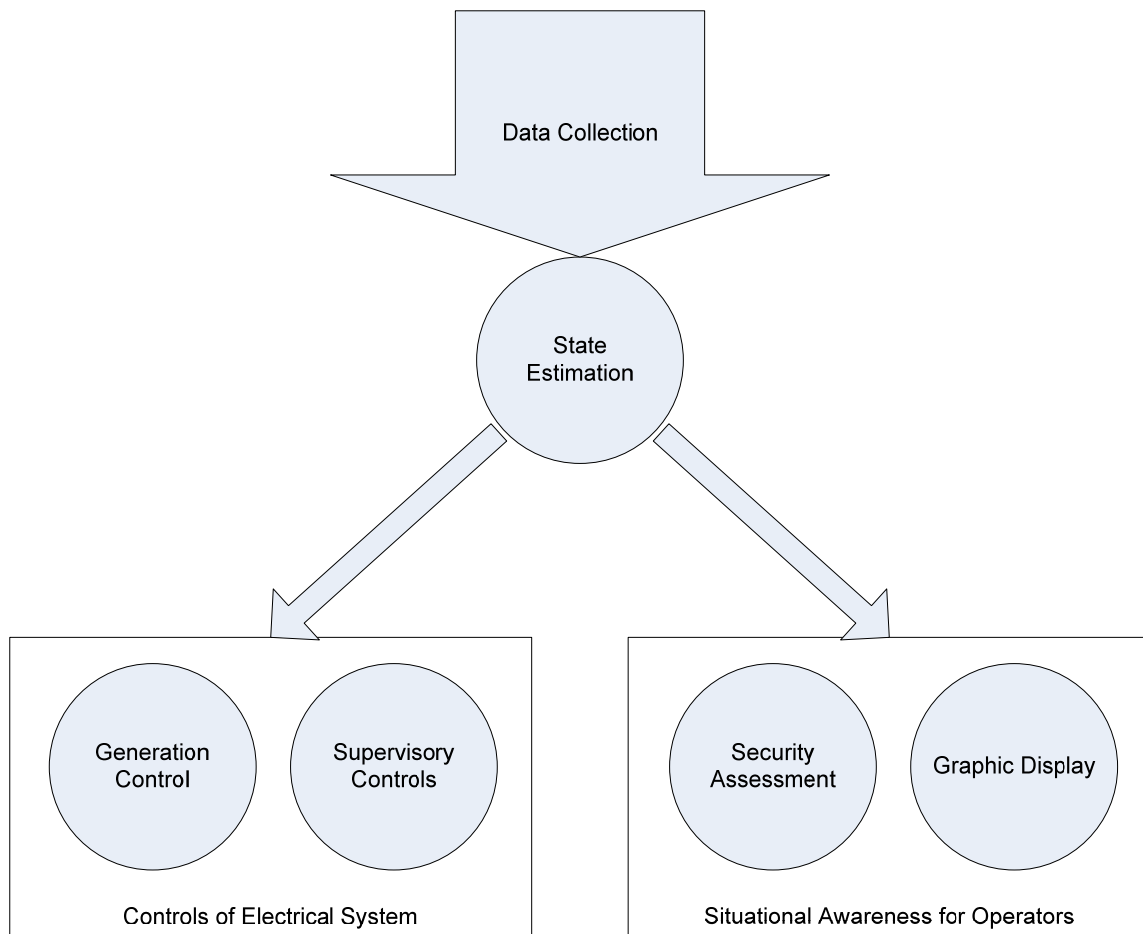 Data Collection
State
Estimation
Generation
Control
Supervisory
Controls
Controls of Electrical System
Security
Assessment
Graphic Display
Situational Awareness for Operators